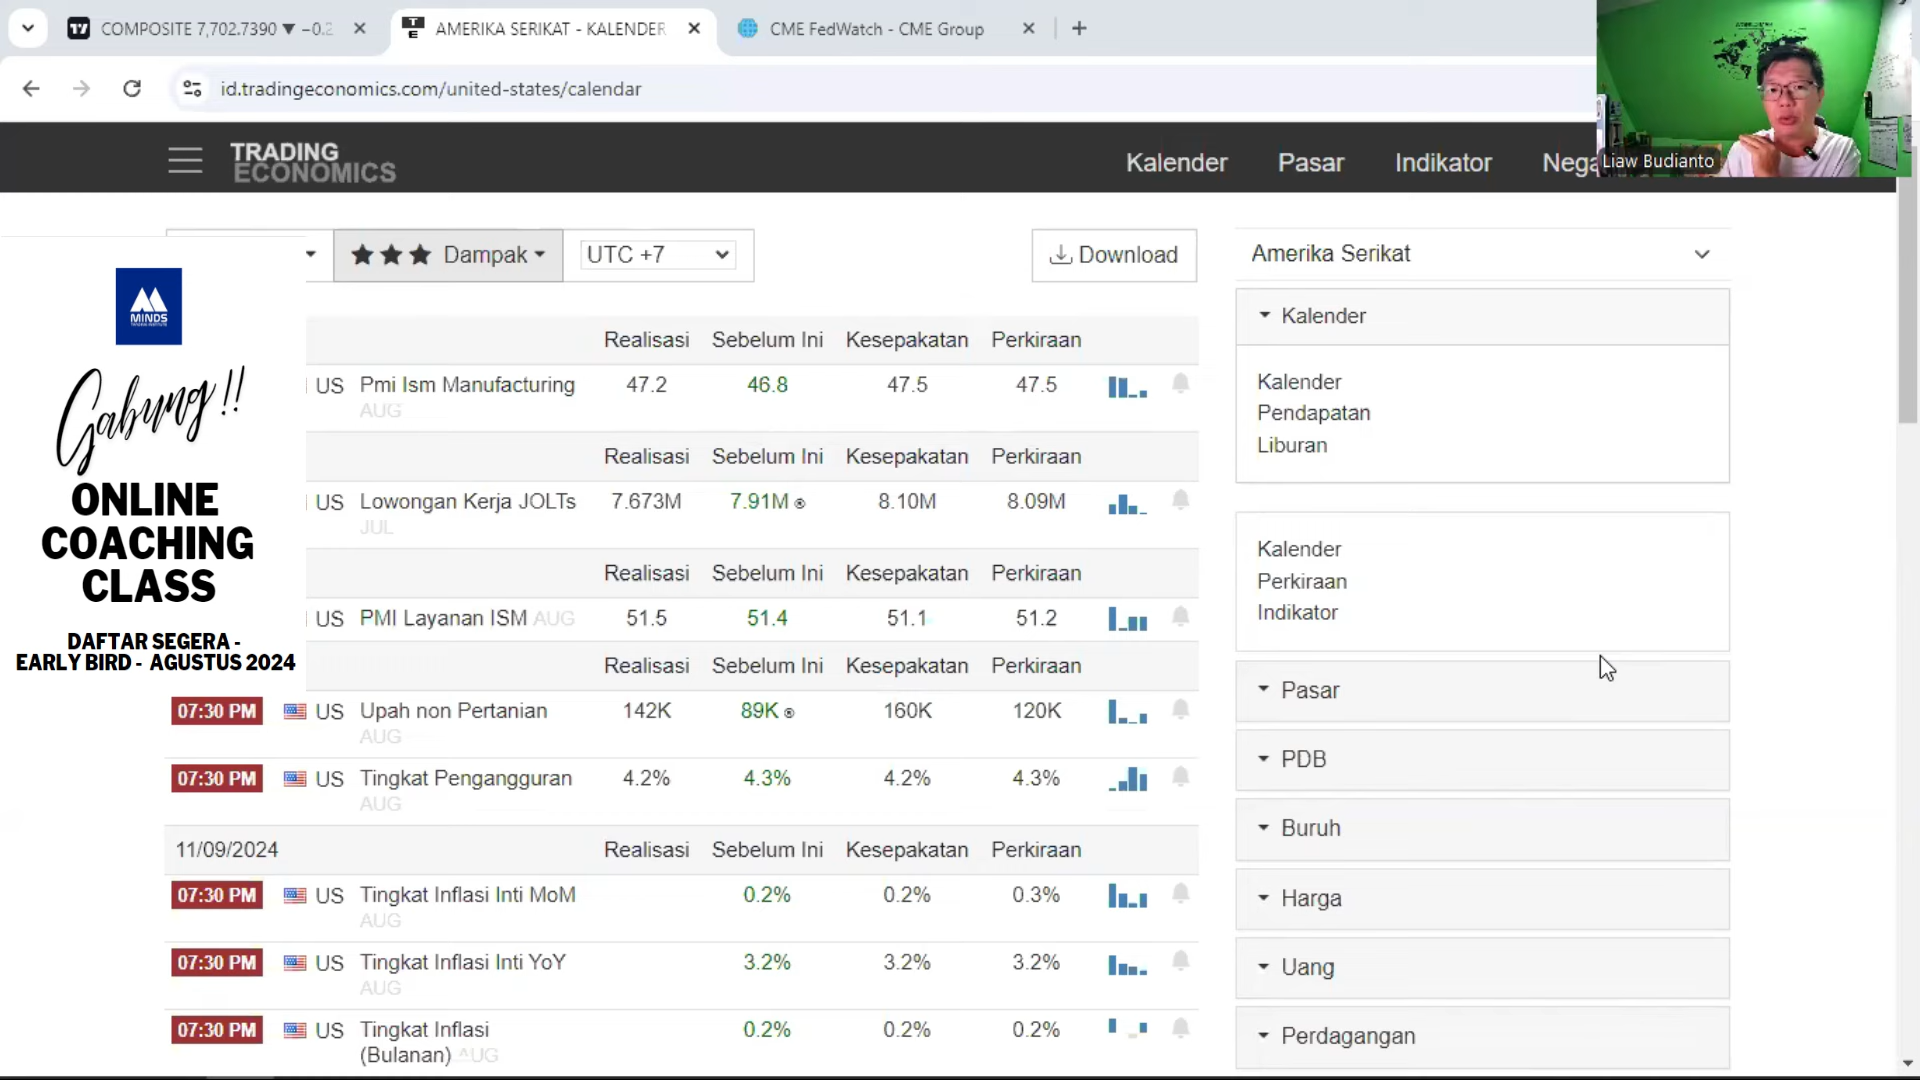 COMPOSITE 7,702.7390 ▼ −0.2
AMERIKA SERIKAT - KALENDER
CME FedWatch - CME Group
id.tradingeconomics.com/united-states/calendar
TRADING
ECONOMICS
Kalender
Pasar
Indikator
Nega
Liaw Budianto
★★★ Dampak
UTC +7
Download
MINDS
Gabung!!
ONLINE
COACHING
CLASS
DAFTAR SEGERA -
EARLY BIRD - AGUSTUS 2024
Realisasi Sebelum Ini Kesepakatan Perkiraan
US Pmi Ism Manufacturing 47.2 46.8 47.5 47.5
AUG
Realisasi Sebelum Ini Kesepakatan Perkiraan
US Lowongan Kerja JOLTs 7.673M 7.91M ® 8.10M 8.09M
JUL
Realisasi Sebelum Ini Kesepakatan Perkiraan
US PMI Layanan ISM AUG 51.5 51.4 51.1 51.2
Realisasi Sebelum Ini Kesepakatan Perkiraan
07:30 PM US Upah non Pertanian 142K 89K ® 160K 120K
AUG
07:30 PM US Tingkat Pengangguran 4.2% 4.3% 4.2% 4.3%
AUG
11/09/2024 Realisasi Sebelum Ini Kesepakatan Perkiraan
07:30 PM US Tingkat Inflasi Inti MoM 0.2% 0.2% 0.3%
AUG
07:30 PM US Tingkat Inflasi Inti YoY 3.2% 3.2% 3.2%
AUG
07:30 PM US Tingkat Inflasi 0.2% 0.2% 0.2%
(Bulanan) AUG
Amerika Serikat
Kalender
Kalender
Pendapatan
Liburan
Kalender
Perkiraan
Indikator
Pasar
PDB
Buruh
Harga
Uang
Perdagangan